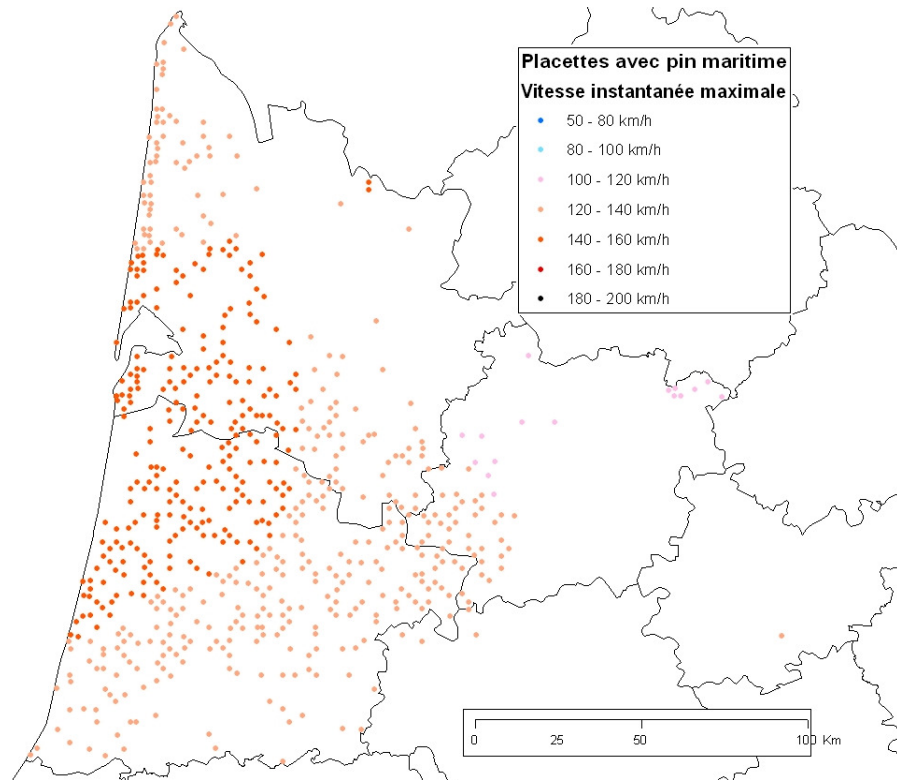 Placettes avec pin maritime
Vitesse instantanée maximale
50 - 80 km/h
80 - 100 km/h
100 - 120 km/h
120 - 140 km/h
140 - 160 km/h
160 - 180 km/h
180 - 200 km/h
0 25 50 100 Km